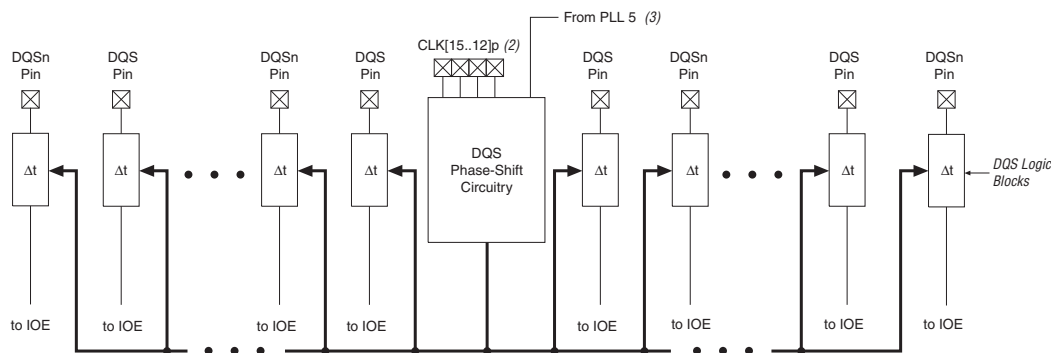 From PLL 5 (3)
CLK[15..12]p (2)
DQSn
Pin
DQS
Pin
DQSn
Pin
DQS
Pin
DQS
Pin
DQSn
Pin
DQS
Pin
DQSn
Pin
Δt
Δt
Δt
Δt
DQS
Phase-Shift
Circuitry
Δt
Δt
Δt
Δt
DQS Logic
Blocks
to IOE
to IOE
to IOE
to IOE
to IOE
to IOE
to IOE
to IOE